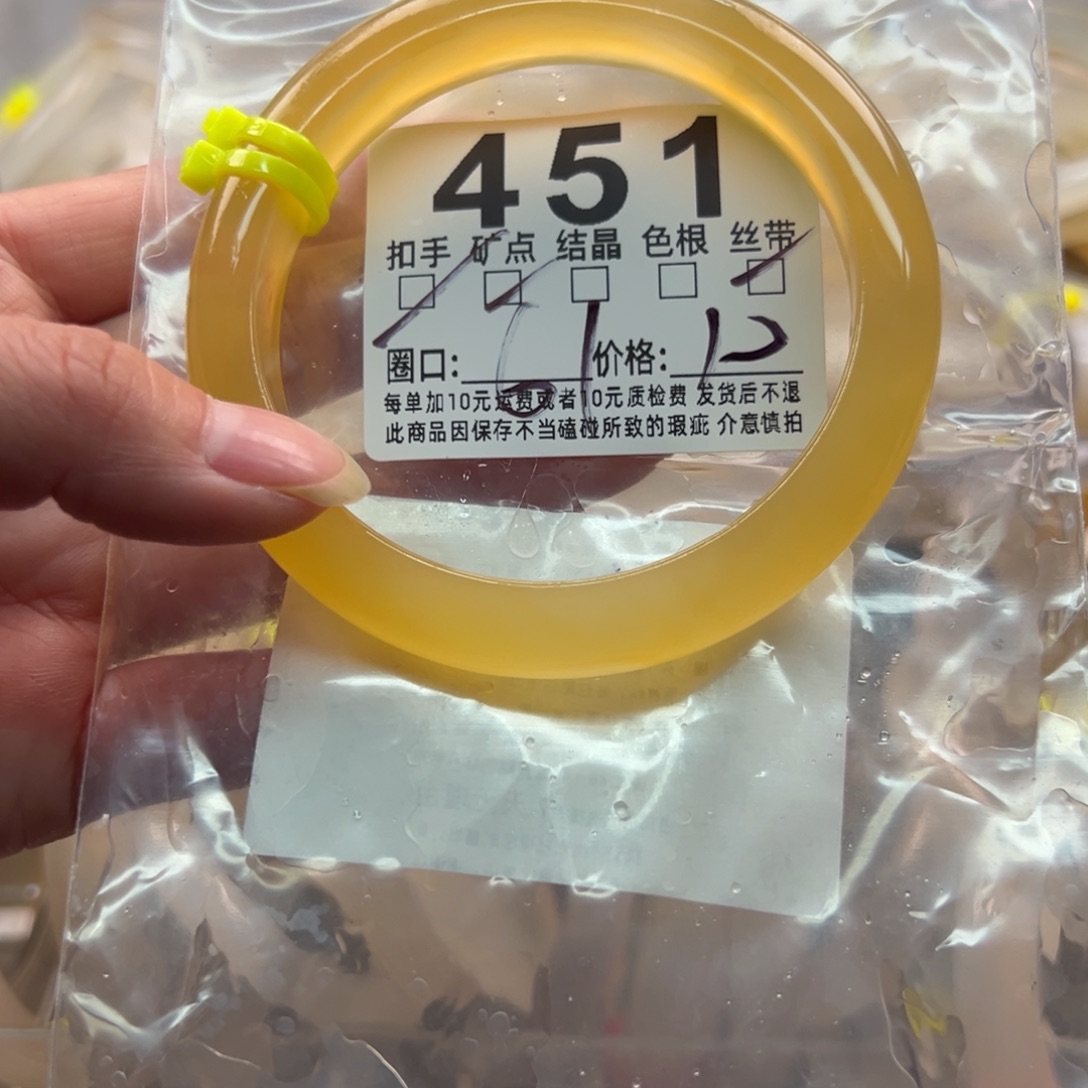 451
扣手 矿点 结晶 色根 丝带
圈口: 61 价格: 12
每单加10元运费或者10元质检费 发货后不退
此商品因保存不当磕碰所致的瑕疵 介意慎拍